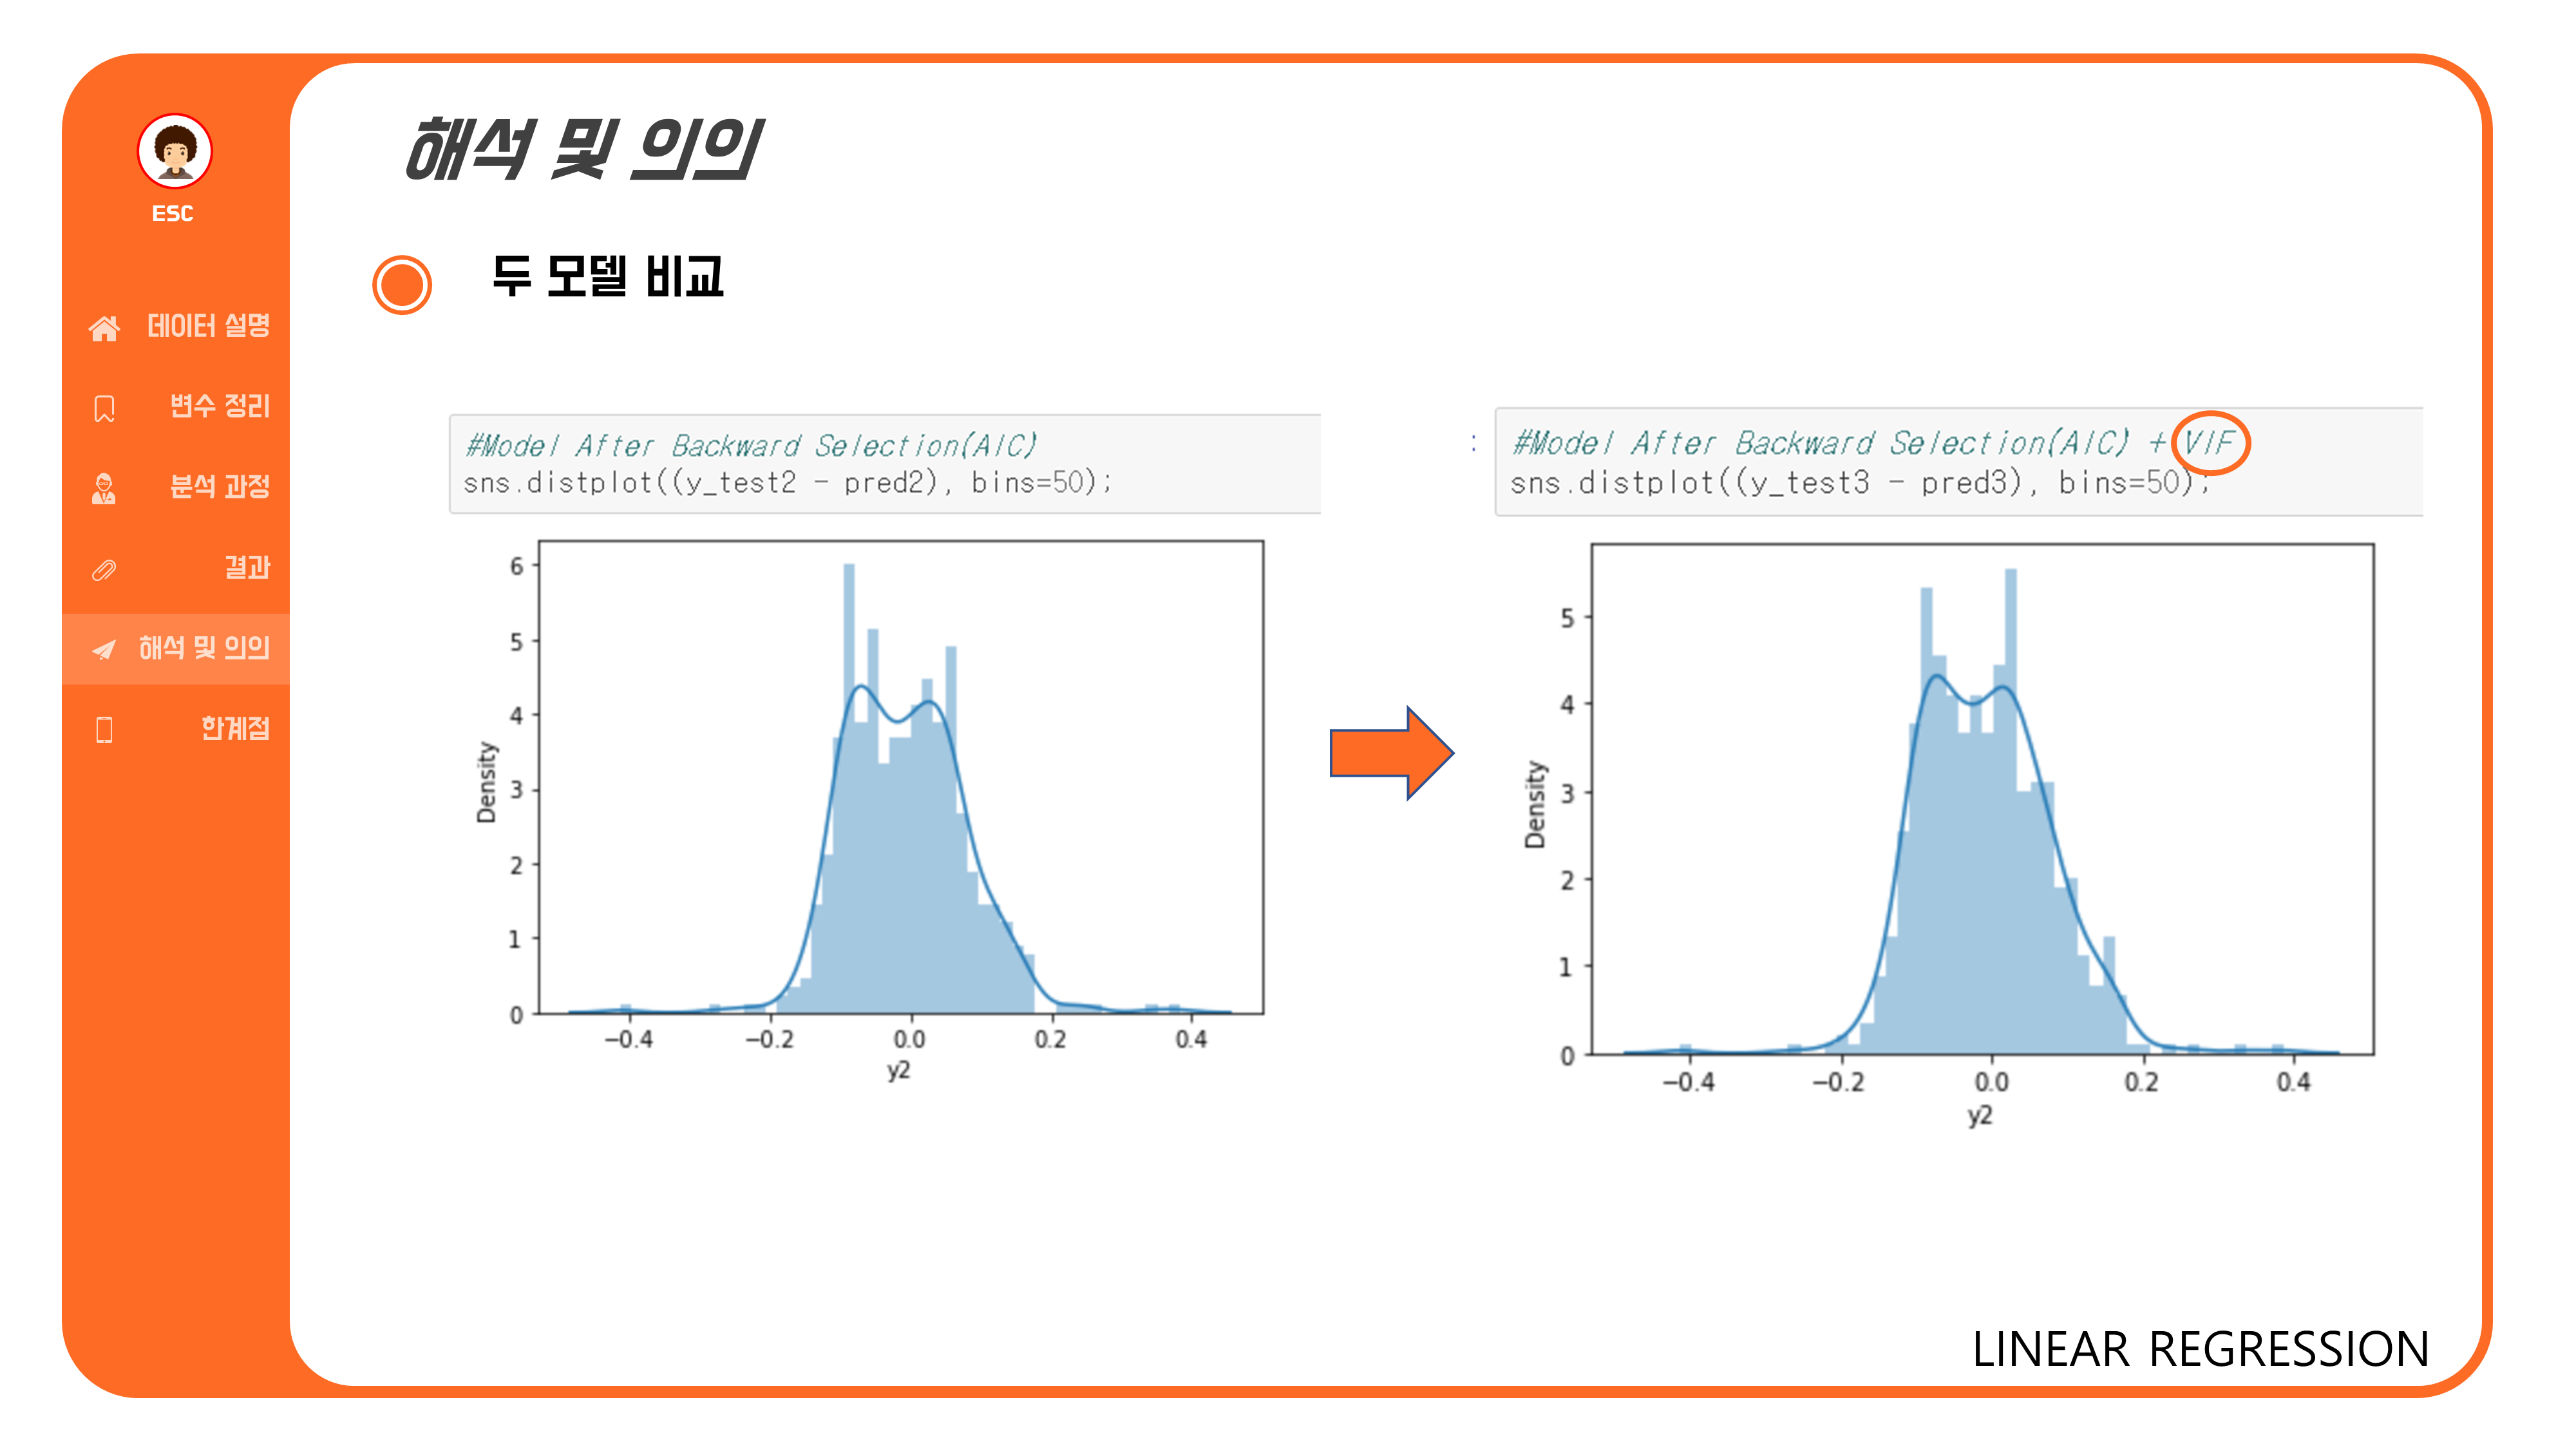 ESC
데이터 설명
변수 정리
분석 과정
결과
해석 및 의의
한계점
해석 및 의의
두 모델 비교
#Model After Backward Selection(AIC)
sns.distplot((y_test2 - pred2), bins=50);
6
5
4
3
2
1
0
Density
−0.4 −0.2 0.0 0.2 0.4
y2
:
#Model After Backward Selection(AIC) + VIF
sns.distplot((y_test3 - pred3), bins=50);
5
4
3
2
1
0
Density
−0.4 −0.2 0.0 0.2 0.4
y2
LINEAR REGRESSION